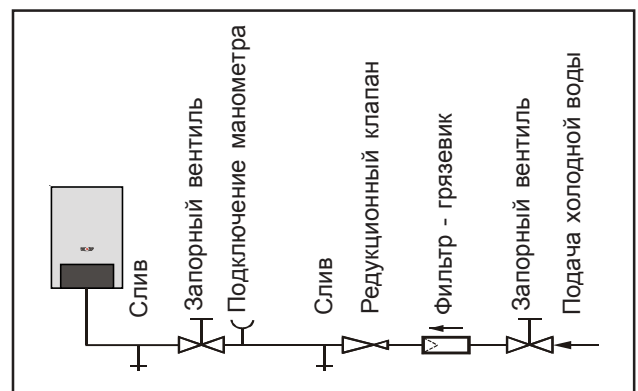 Слив
Запорный вентиль
Подключение манометра
Слив
Редукционный клапан
Фильтр - грязевик
Запорный вентиль
Подача холодной воды